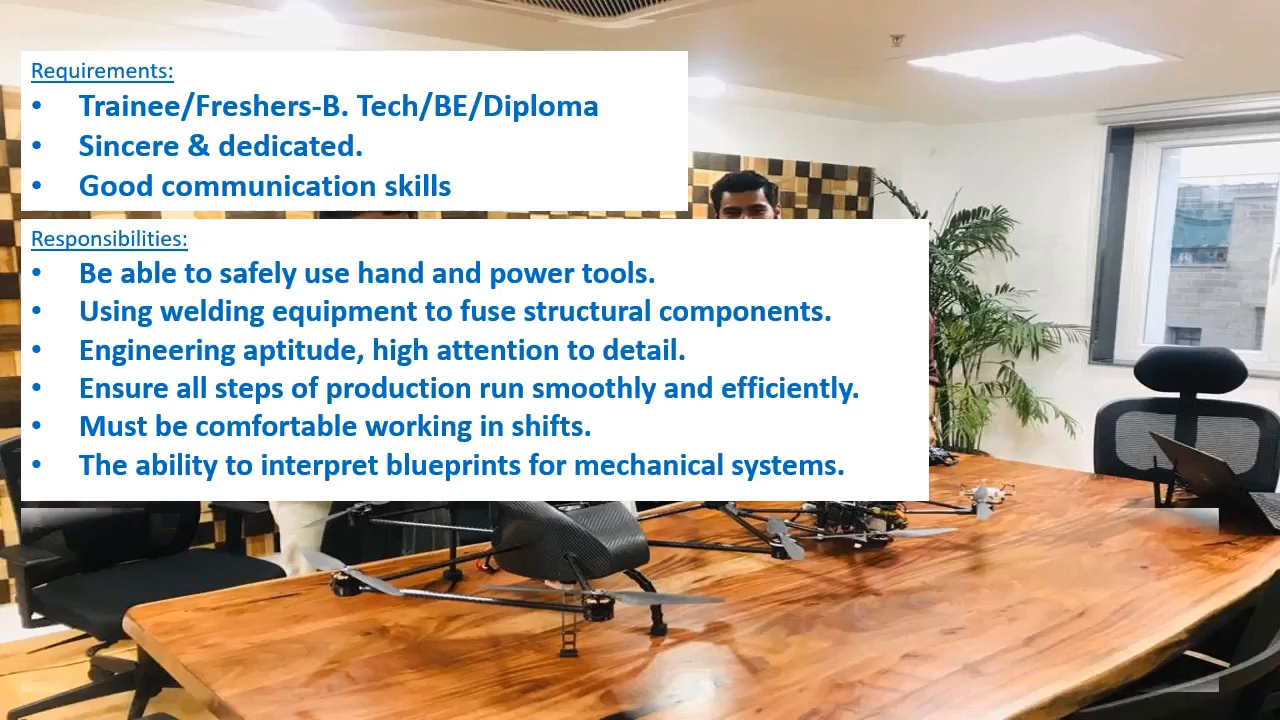 Requirements:
• Trainee/Freshers-B. Tech/BE/Diploma
• Sincere & dedicated.
• Good communication skills
Responsibilities:
• Be able to safely use hand and power tools.
• Using welding equipment to fuse structural components.
• Engineering aptitude, high attention to detail.
• Ensure all steps of production run smoothly and efficiently.
• Must be comfortable working in shifts.
• The ability to interpret blueprints for mechanical systems.